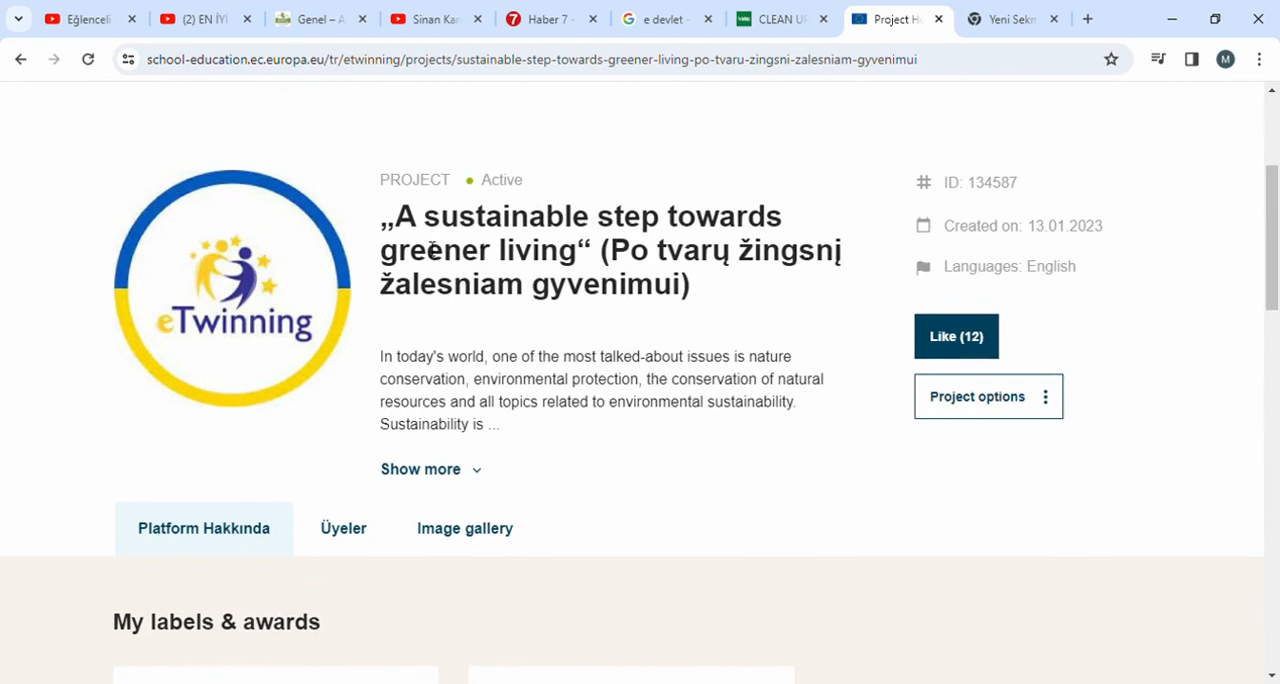 Eğlenceli
(2) EN İYİ
Genel – A
Sinan Kar
Haber 7 -
e devlet -
CLEAN UP
Project Ho
Yeni Sekm
school-education.ec.europa.eu/tr/etwinning/projects/sustainable-step-towards-greener-living-po-tvaru-zingsni-zalesniam-gyvenimui
M
PROJECT • Active
„A sustainable step towards
greener living“ (Po tvarų žingsnį
žalesniam gyvenimui)
eTwinning
# ID: 134587
Created on: 13.01.2023
Languages: English
Like (12)
Project options
In today's world, one of the most talked-about issues is nature
conservation, environmental protection, the conservation of natural
resources and all topics related to environmental sustainability.
Sustainability is ...
Show more
Platform Hakkında
Üyeler
Image gallery
My labels & awards